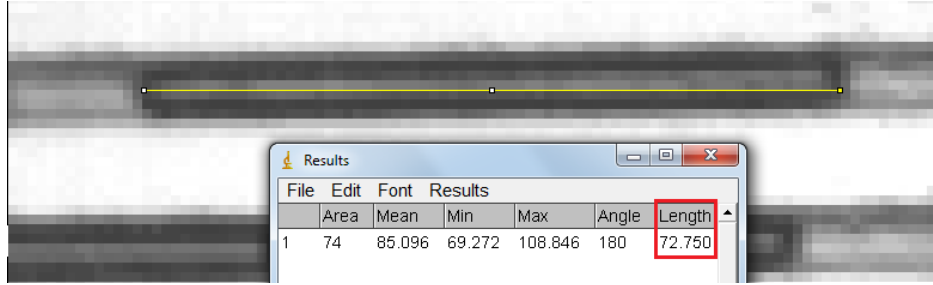 Results
File Edit Font Results
Area Mean Min Max Angle Length
1 74 85.096 69.272 108.846 180 72.750